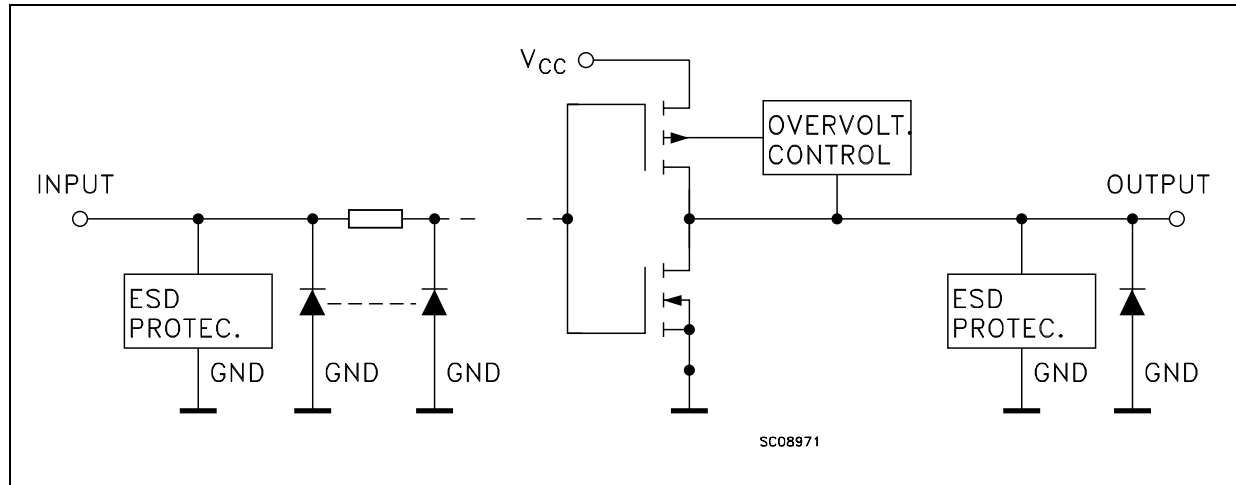 VCC
OVERVOLT.
CONTROL
INPUT
OUTPUT
ESD
PROTEC.
ESD
PROTEC.
GND
GND
GND
GND
GND
SC08971